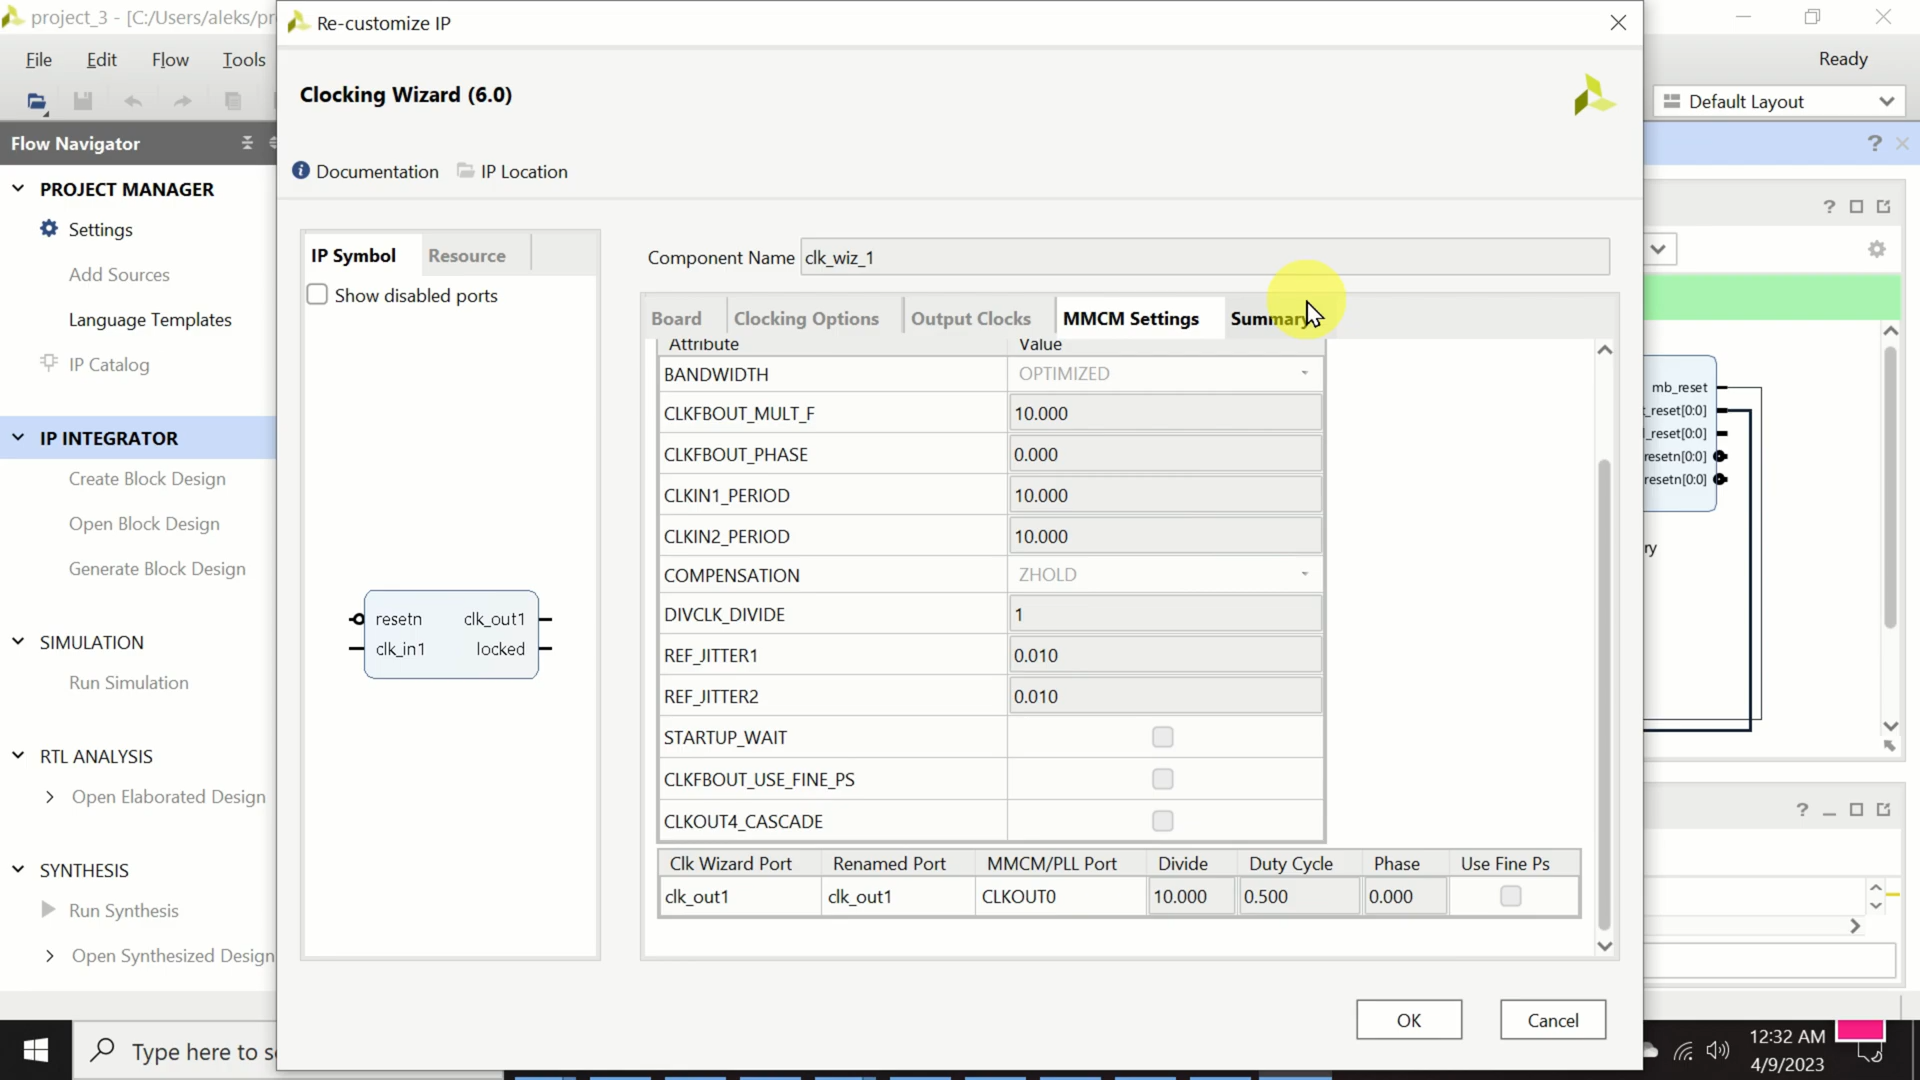 project_3 - [C:/Users/aleks/pr
Re-customize IP
File Edit Flow Tools
Ready
Clocking Wizard (6.0)
Default Layout
Flow Navigator
?
Documentation IP Location
PROJECT MANAGER
Settings
Add Sources
Language Templates
IP Catalog
IP INTEGRATOR
Create Block Design
Open Block Design
Generate Block Design
SIMULATION
Run Simulation
RTL ANALYSIS
Open Elaborated Design
SYNTHESIS
Run Synthesis
Open Synthesized Design
IP Symbol Resource
Show disabled ports
resetn clk_out1
clk_in1 locked
Component Name clk_wiz_1
Board Clocking Options Output Clocks MMCM Settings Summary
Attribute Value
BANDWIDTH OPTIMIZED
CLKFBOUT_MULT_F 10.000
CLKFBOUT_PHASE 0.000
CLKIN1_PERIOD 10.000
CLKIN2_PERIOD 10.000
COMPENSATION ZHOLD
DIVCLK_DIVIDE 1
REF_JITTER1 0.010
REF_JITTER2 0.010
STARTUP_WAIT
CLKFBOUT_USE_FINE_PS
CLKOUT4_CASCADE
Clk Wizard Port Renamed Port MMCM/PLL Port Divide Duty Cycle Phase Use Fine Ps
clk_out1 clk_out1 CLKOUT0 10.000 0.500 0.000
OK Cancel
?
mb_reset
_reset[0:0]
_reset[0:0]
resetn[0:0]
resetn[0:0]
ry
?
Type here to s
12:32 AM
4/9/2023